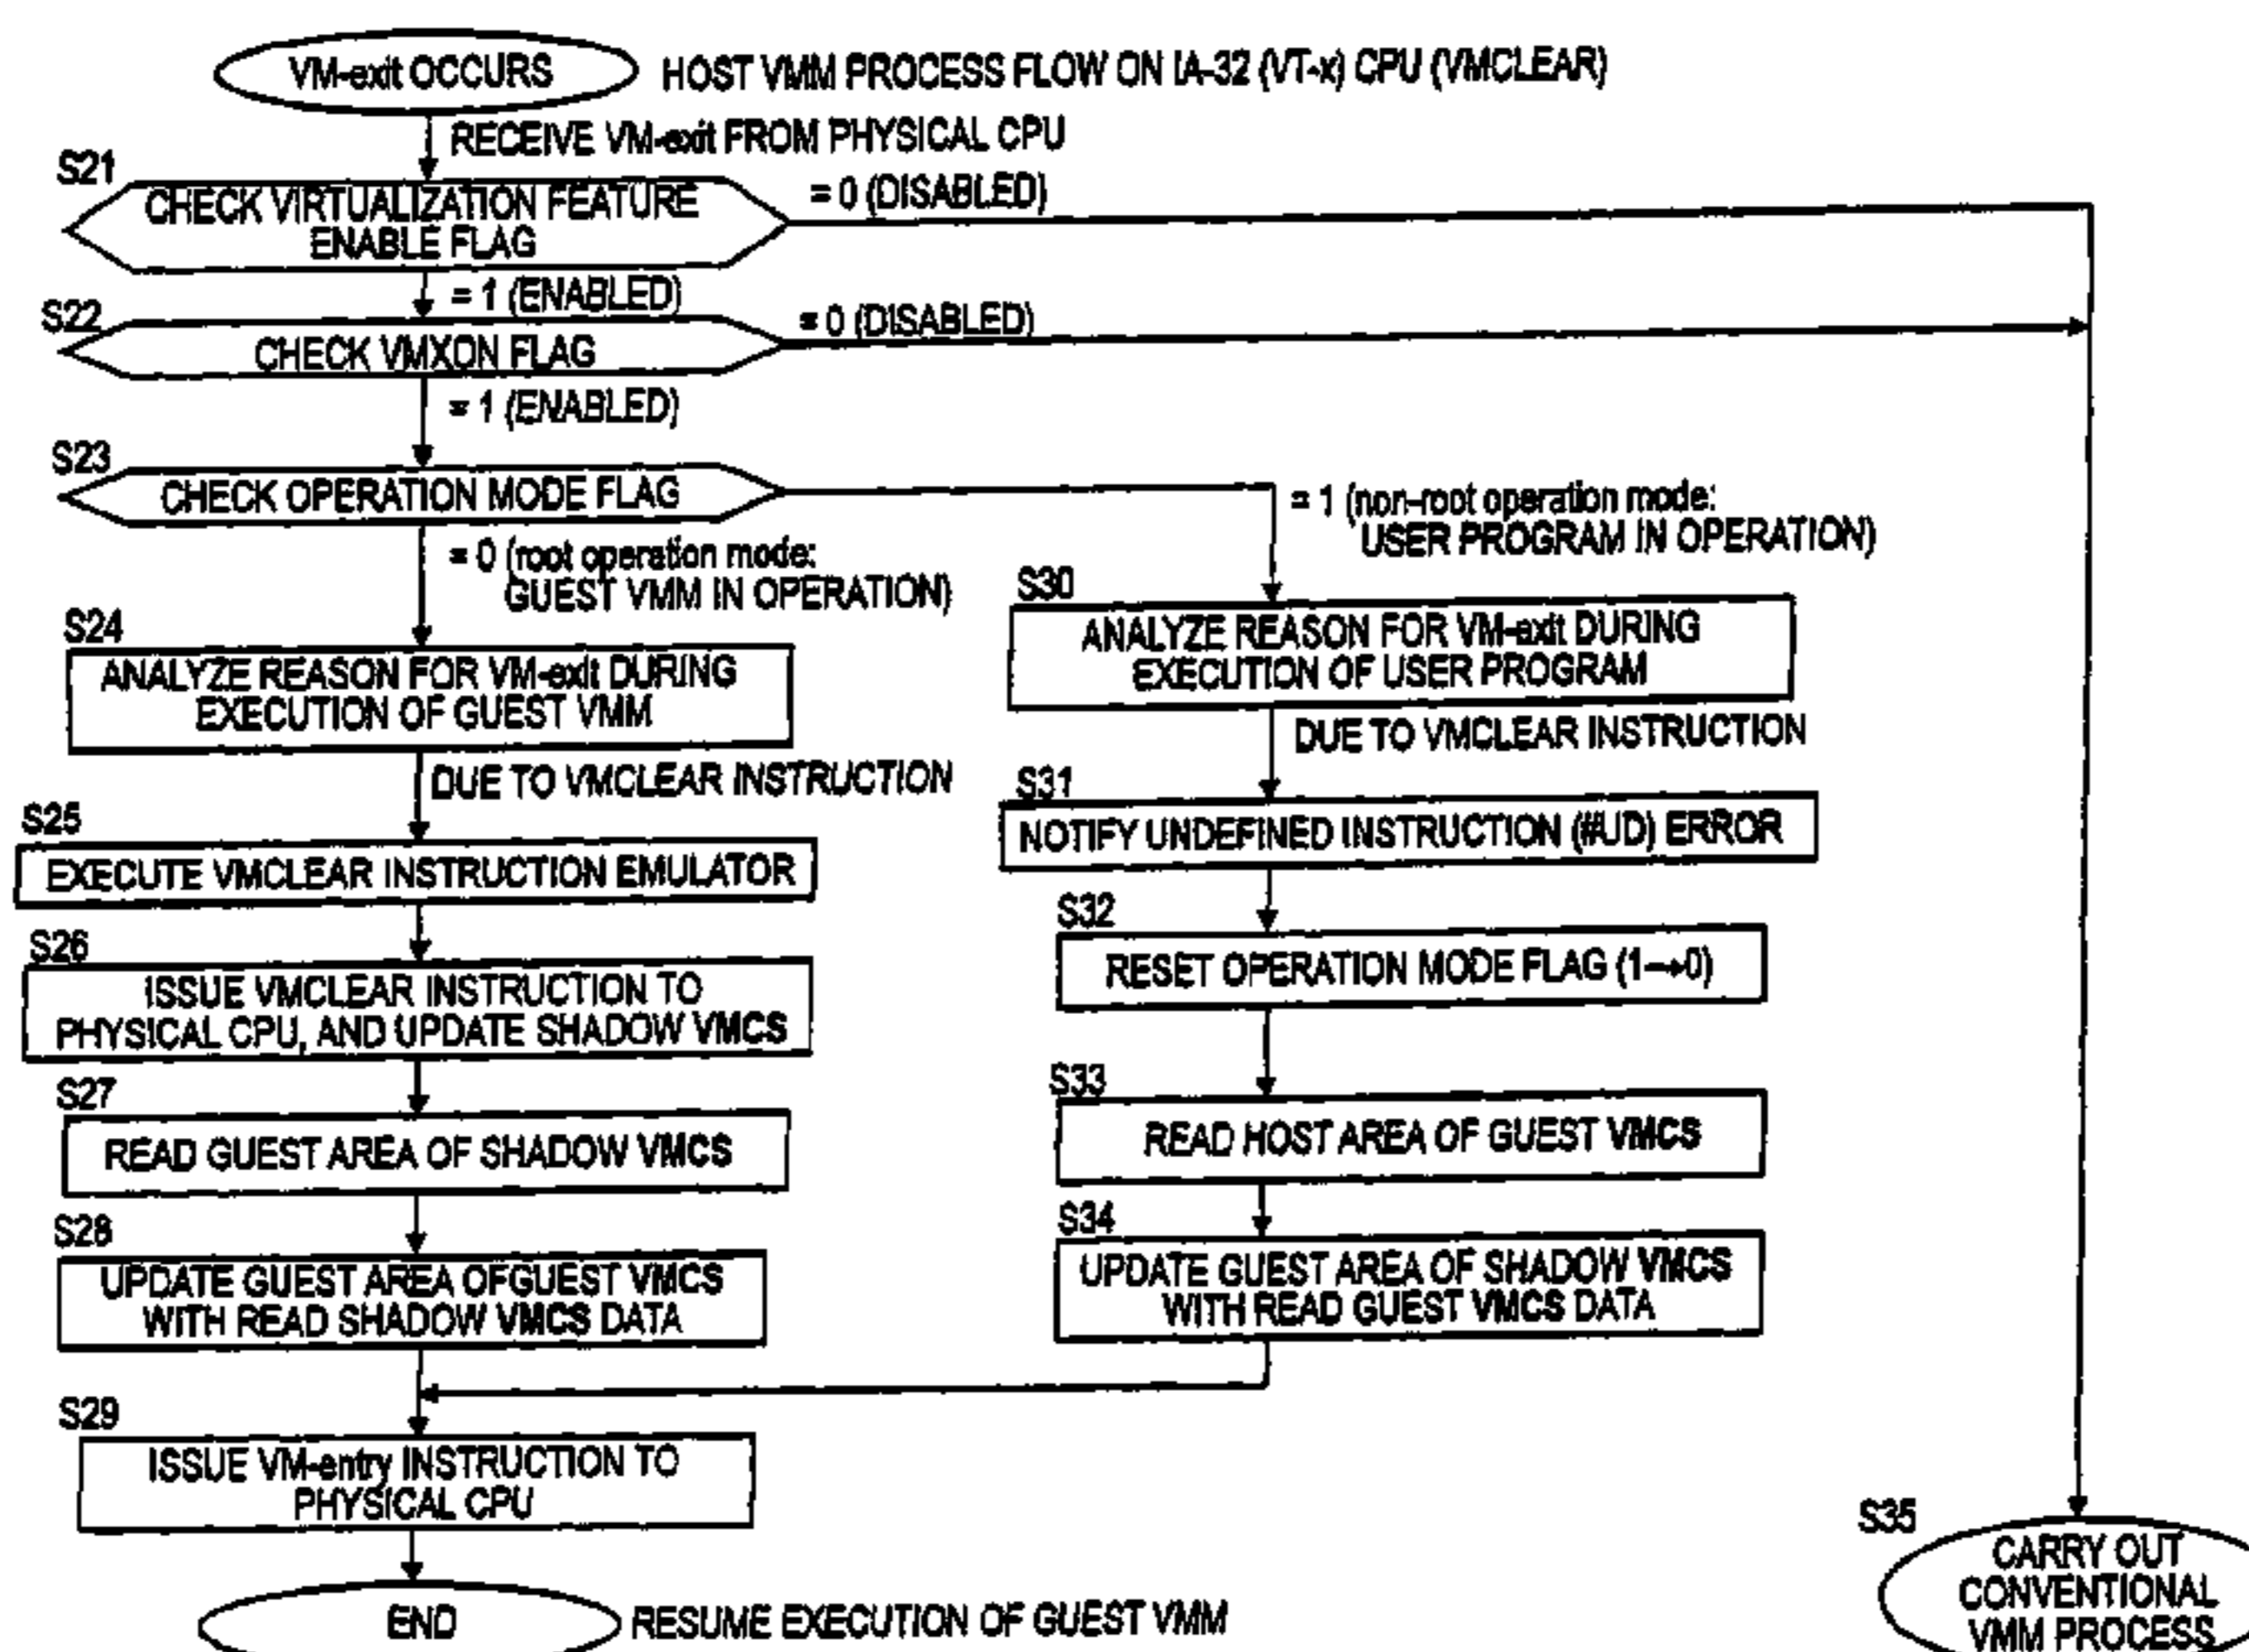 VM-exit OCCURS
HOST VMM PROCESS FLOW ON IA-32 (VT-x) CPU (VMCLEAR)
RECEIVE VM-exit FROM PHYSICAL CPU
S21
CHECK VIRTUALIZATION FEATURE
ENABLE FLAG
= 0 (DISABLED)
= 1 (ENABLED)
S22
CHECK VMXON FLAG
= 0 (DISABLED)
= 1 (ENABLED)
S23
CHECK OPERATION MODE FLAG
= 0 (root operation mode:
GUEST VMM IN OPERATION)
= 1 (non-root operation mode:
USER PROGRAM IN OPERATION)
S24
ANALYZE REASON FOR VM-exit DURING
EXECUTION OF GUEST VMM
DUE TO VMCLEAR INSTRUCTION
S25
EXECUTE VMCLEAR INSTRUCTION EMULATOR
S26
ISSUE VMCLEAR INSTRUCTION TO
PHYSICAL CPU, AND UPDATE SHADOW VMCS
S27
READ GUEST AREA OF SHADOW VMCS
S28
UPDATE GUEST AREA OFGUEST VMCS
WITH READ SHADOW VMCS DATA
S29
ISSUE VM-entry INSTRUCTION TO
PHYSICAL CPU
END
RESUME EXECUTION OF GUEST VMM
S30
ANALYZE REASON FOR VM-exit DURING
EXECUTION OF USER PROGRAM
DUE TO VMCLEAR INSTRUCTION
S31
NOTIFY UNDEFINED INSTRUCTION (#UD) ERROR
S32
RESET OPERATION MODE FLAG (1→0)
S33
READ HOST AREA OF GUEST VMCS
S34
UPDATE GUEST AREA OF SHADOW VMCS
WITH READ GUEST VMCS DATA
S35
CARRY OUT
CONVENTIONAL
VMM PROCESS